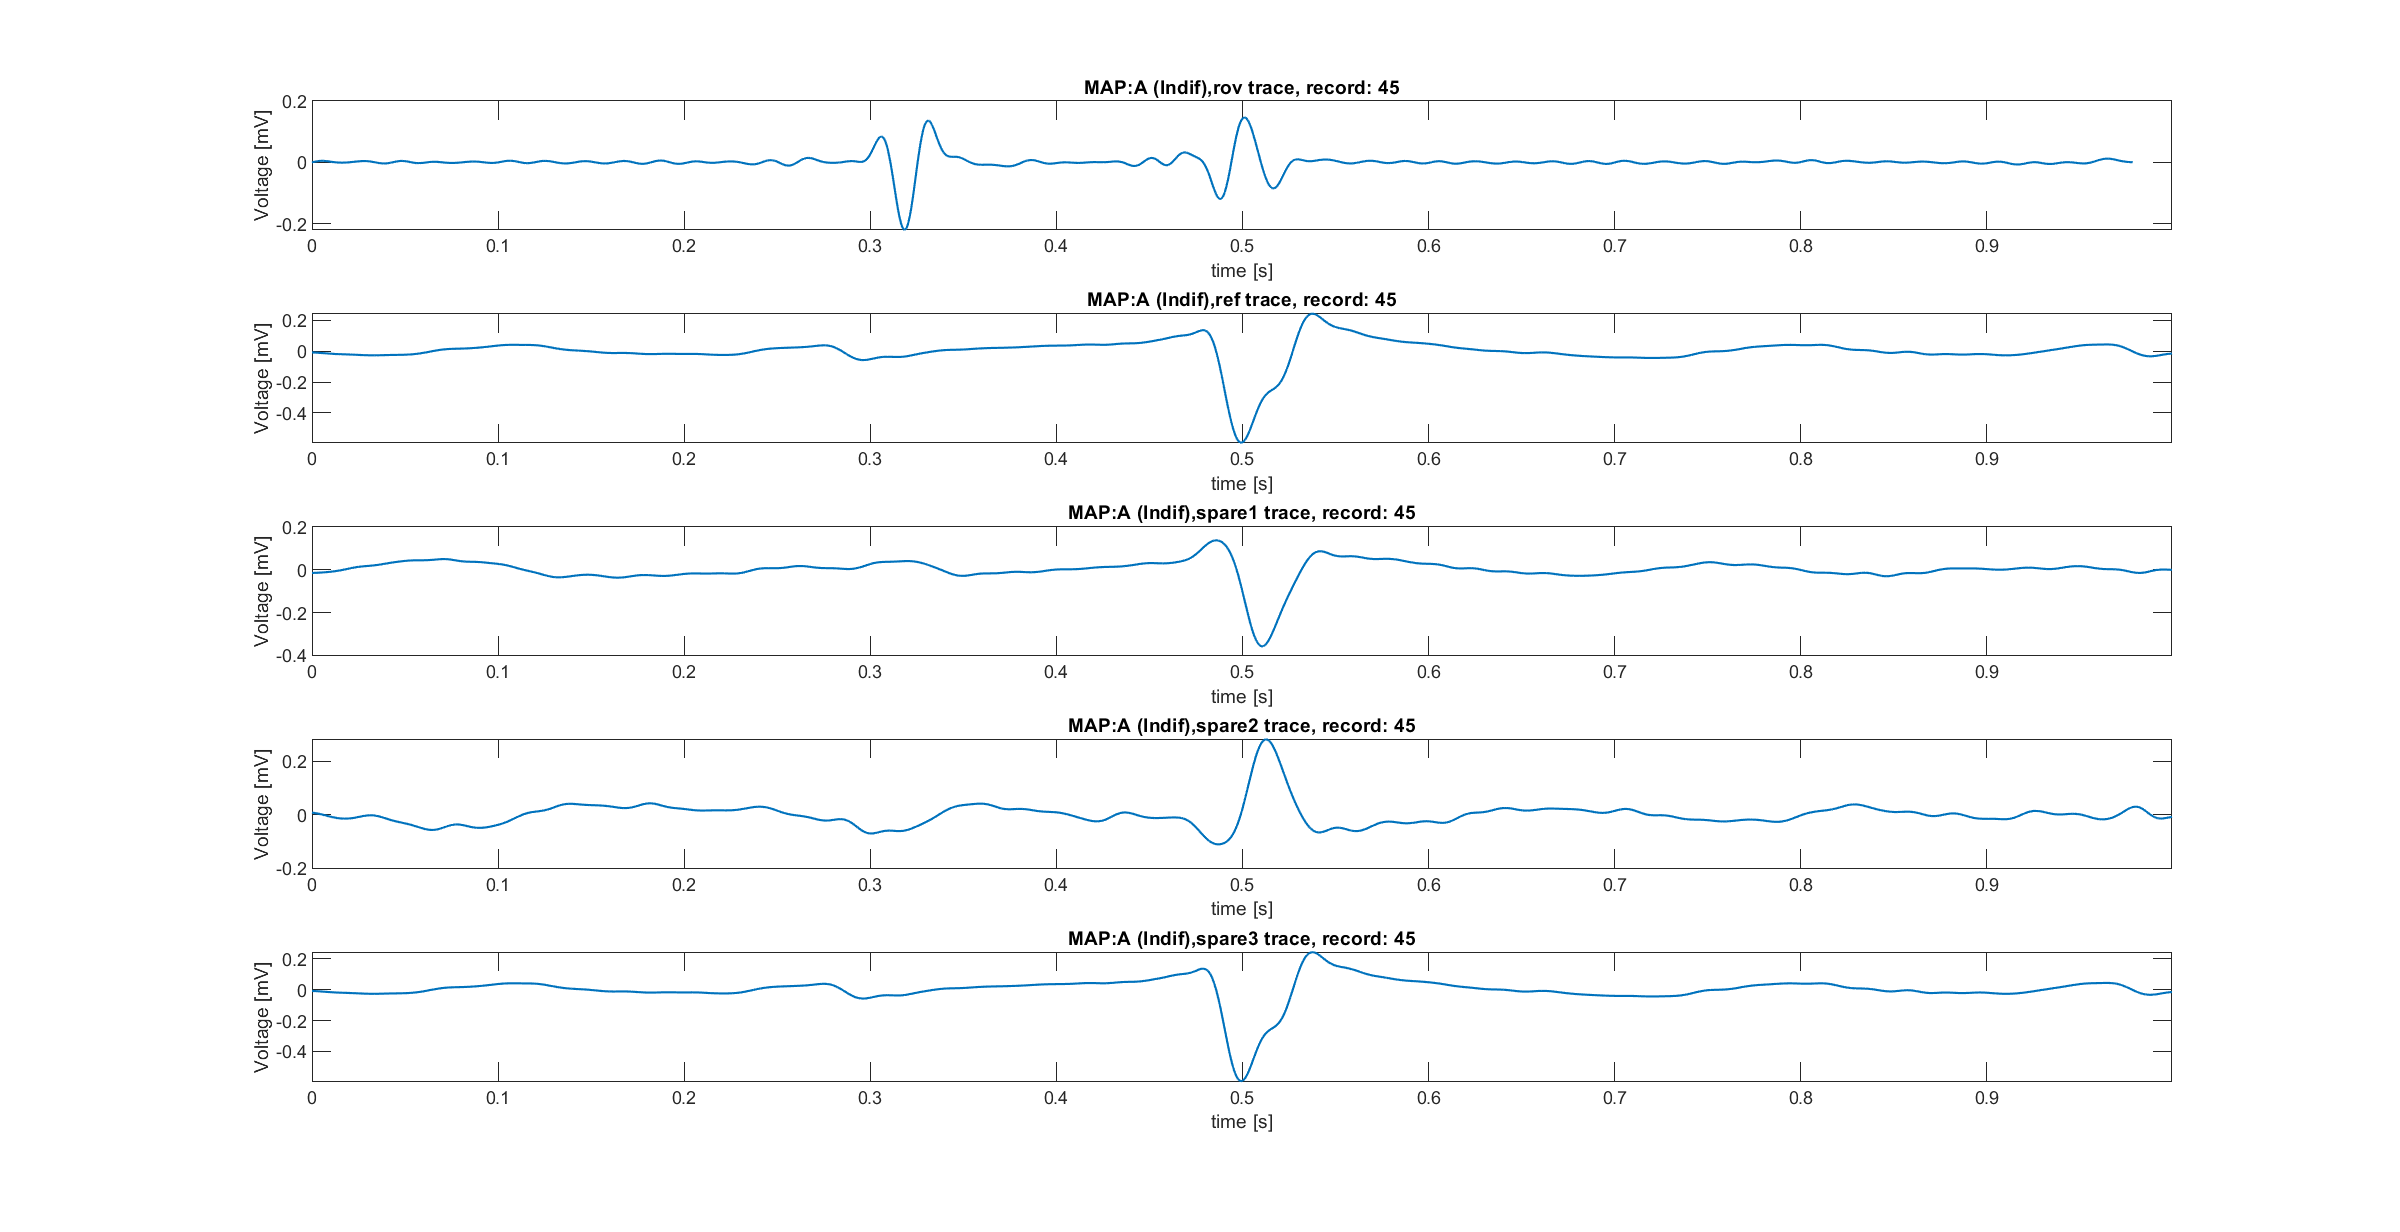 MAP:A (Indif),rov trace, record: 45
Voltage [mV]
0.2
0
-0.2
0 0.1 0.2 0.3 0.4 0.5 0.6 0.7 0.8 0.9
time [s]
MAP:A (Indif),ref trace, record: 45
Voltage [mV]
0.2
0
-0.2
-0.4
0 0.1 0.2 0.3 0.4 0.5 0.6 0.7 0.8 0.9
time [s]
MAP:A (Indif),spare1 trace, record: 45
Voltage [mV]
0.2
0
-0.2
-0.4
0 0.1 0.2 0.3 0.4 0.5 0.6 0.7 0.8 0.9
time [s]
MAP:A (Indif),spare2 trace, record: 45
Voltage [mV]
0.2
0
-0.2
0 0.1 0.2 0.3 0.4 0.5 0.6 0.7 0.8 0.9
time [s]
MAP:A (Indif),spare3 trace, record: 45
Voltage [mV]
0.2
0
-0.2
-0.4
0 0.1 0.2 0.3 0.4 0.5 0.6 0.7 0.8 0.9
time [s]